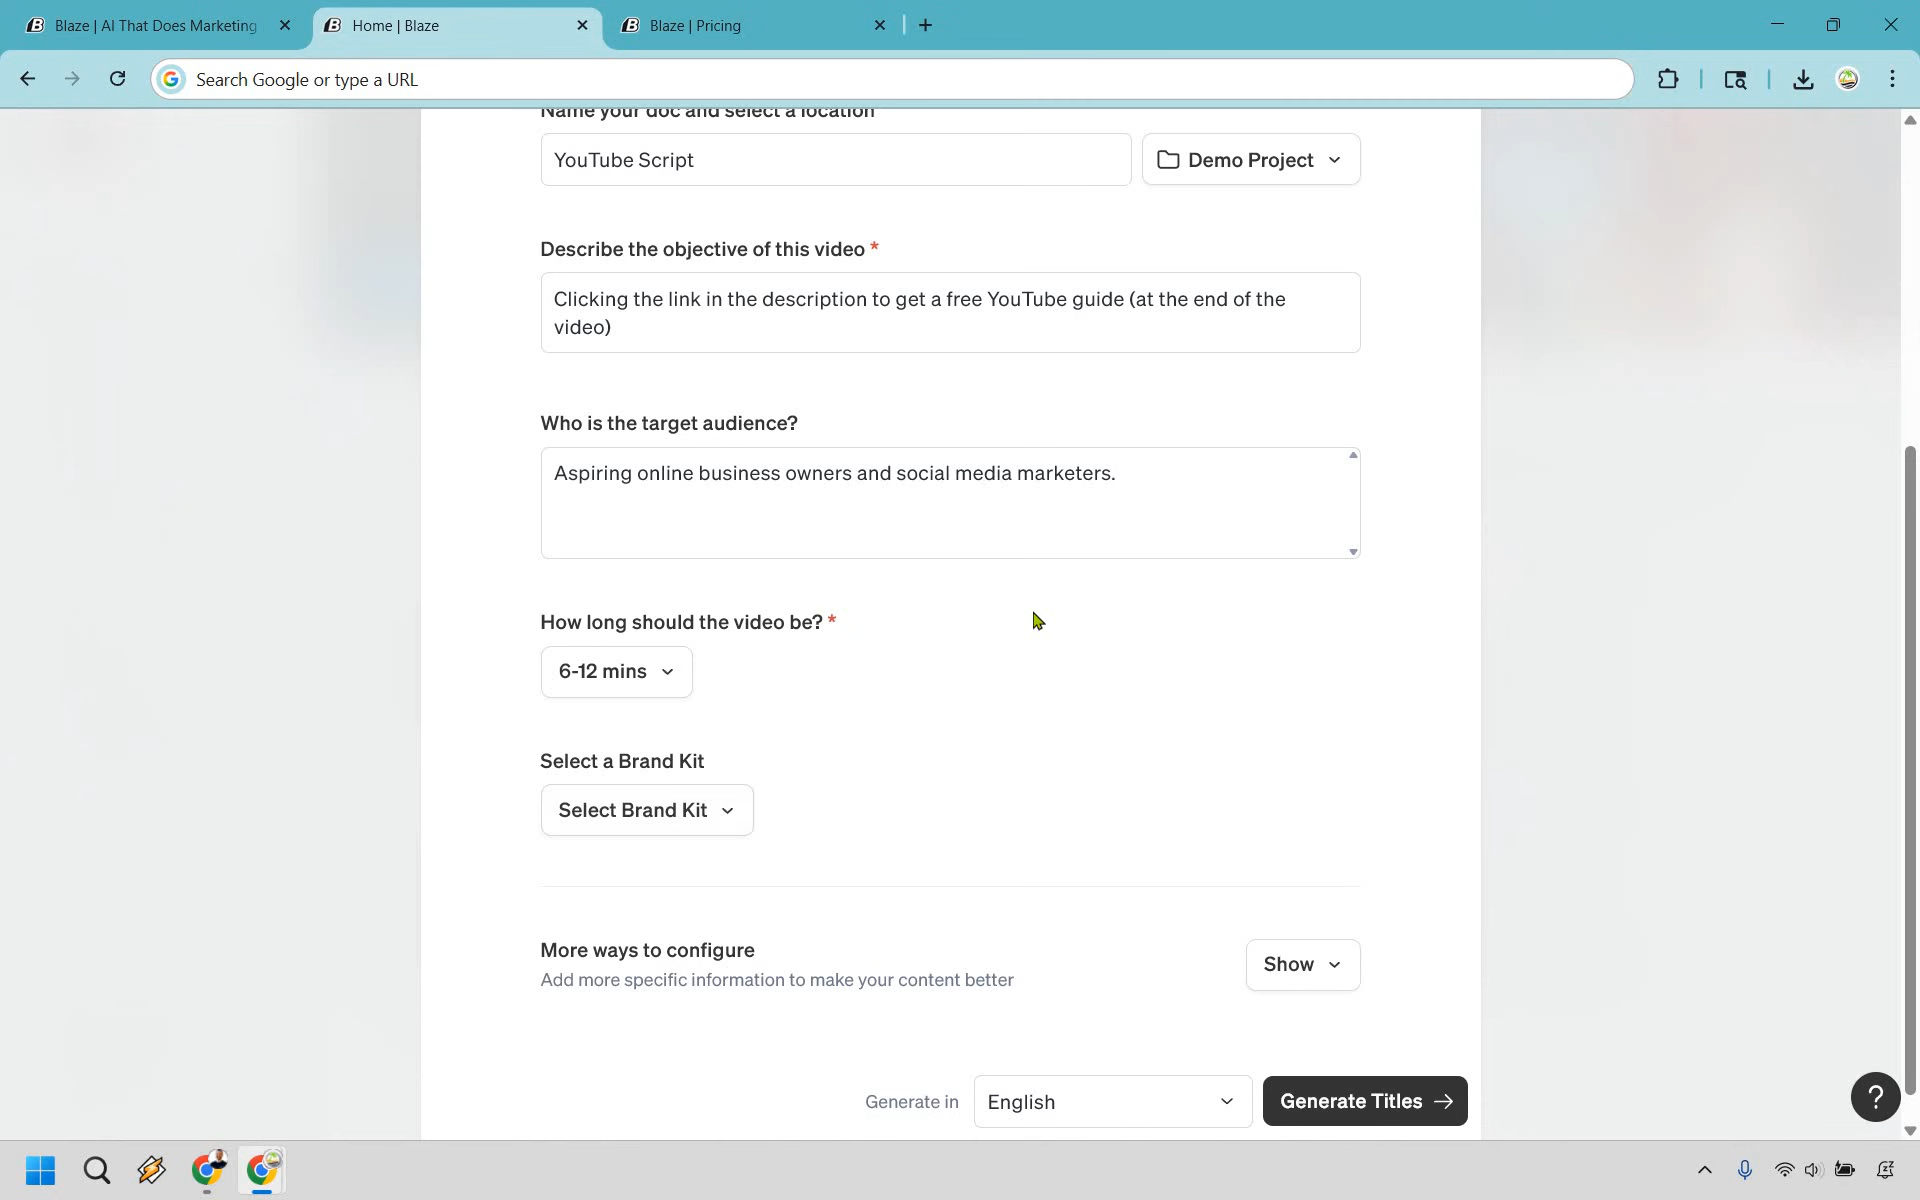 Blaze | AI That Does Marketing
Home | Blaze
Blaze | Pricing
Search Google or type a URL
Name your doc and select a location
YouTube Script
Demo Project
Describe the objective of this video *
Clicking the link in the description to get a free YouTube guide (at the end of the
video)
Who is the target audience?
Aspiring online business owners and social media marketers.
How long should the video be? *
6-12 mins
Select a Brand Kit
Select Brand Kit
More ways to configure
Add more specific information to make your content better
Show
Generate in
English
Generate Titles →
?